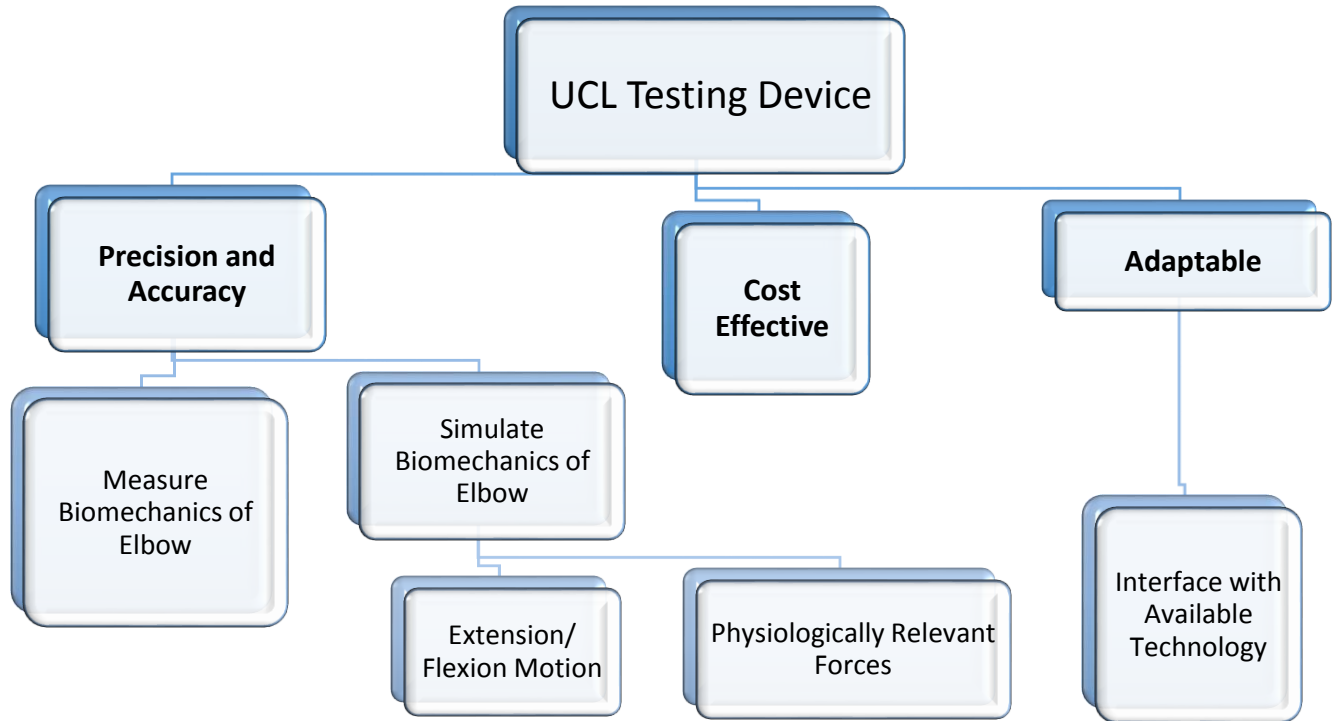 UCL Testing Device
Precision and
Accuracy
Cost
Effective
Adaptable
Measure
Biomechanics of
Elbow
Simulate
Biomechanics of
Elbow
Extension/
Flexion Motion
Physiologically Relevant
Forces
Interface with
Available
Technology